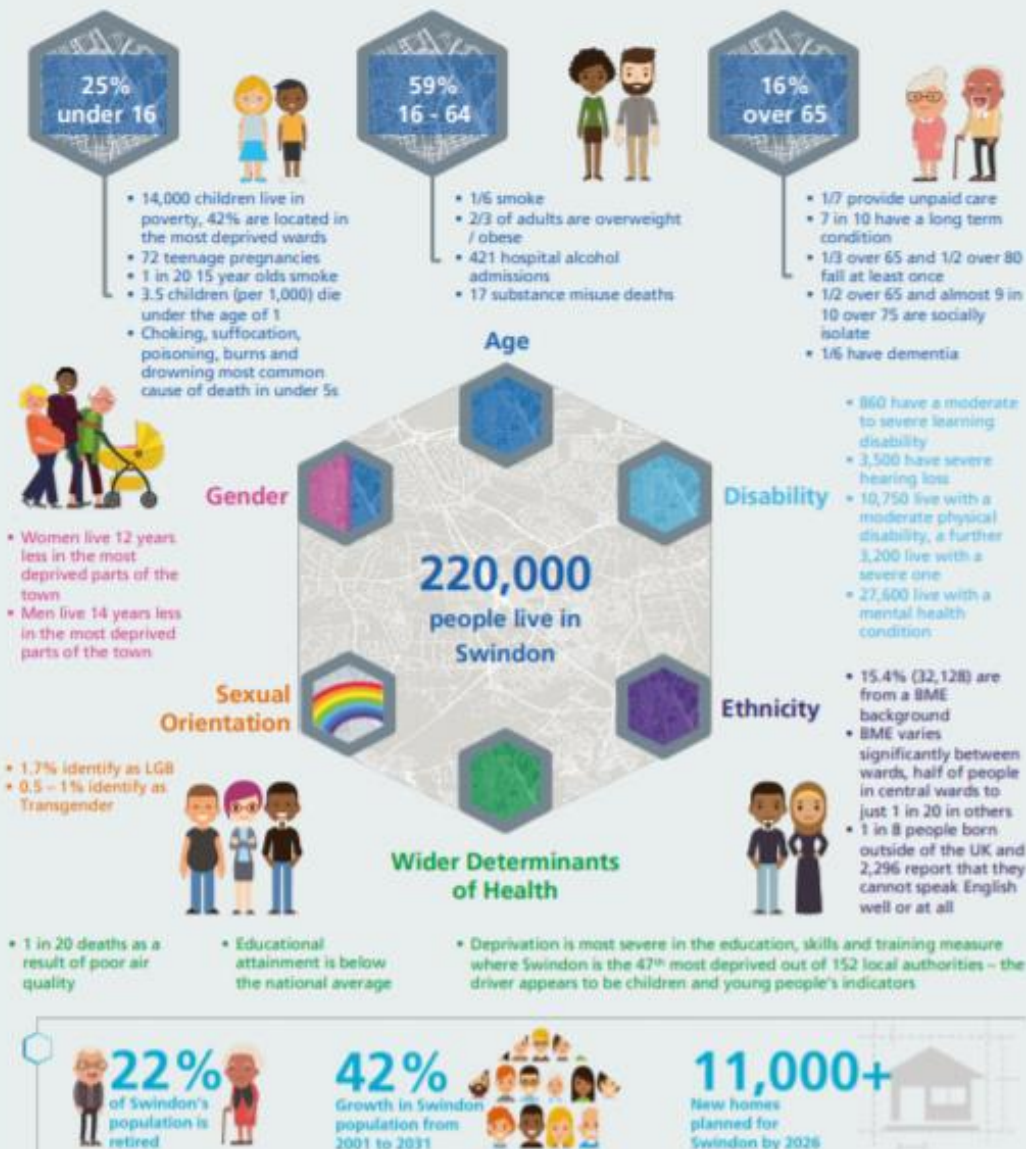 25%
under 16
59%
16 - 64
16%
over 65
• 14,000 children live in
poverty, 42% are located in
the most deprived wards
• 72 teenage pregnancies
• 1 in 20 15 year olds smoke
• 3.5 children (per 1,000) die
under the age of 1
• Choking, suffocation,
poisoning, burns and
drowning most common
cause of death in under 5s
• 1/6 smoke
• 2/3 of adults are overweight
/ obese
• 421 hospital alcohol
admissions
• 17 substance misuse deaths
• 1/7 provide unpaid care
• 7 in 10 have a long term
condition
• 1/3 over 65 and 1/2 over 80
fall at least once
• 1/2 over 65 and almost 9 in
10 over 75 are socially
isolate
• 1/6 have dementia
Age
Gender
• Women live 12 years
less in the most
deprived parts of the
town
• Men live 14 years less
in the most deprived
parts of the town
Disability
• 860 have a moderate
to severe learning
disability
• 3,500 have severe
hearing loss
• 10,750 live with a
moderate physical
disability, a further
3,200 live with a
severe one
• 27,600 live with a
mental health
condition
220,000
people live in
Swindon
Sexual
Orientation
• 1.7% identify as LGB
• 0.5 – 1% identify as
Transgender
Ethnicity
• 15.4% (32,128) are
from a BME
background
• BME varies
significantly between
wards, half of people
in central wards to
just 1 in 20 in others
• 1 in 8 people born
outside of the UK and
2,296 report that they
cannot speak English
well or at all
Wider Determinants
of Health
• 1 in 20 deaths as a
result of poor air
quality
• Educational
attainment is below
the national average
• Deprivation is most severe in the education, skills and training measure
where Swindon is the 47th most deprived out of 152 local authorities – the
driver appears to be children and young people's indicators
22%
of Swindon's
population is
retired
42%
Growth in Swindon
population from
2001 to 2031
11,000+
New homes
planned for
Swindon by 2026